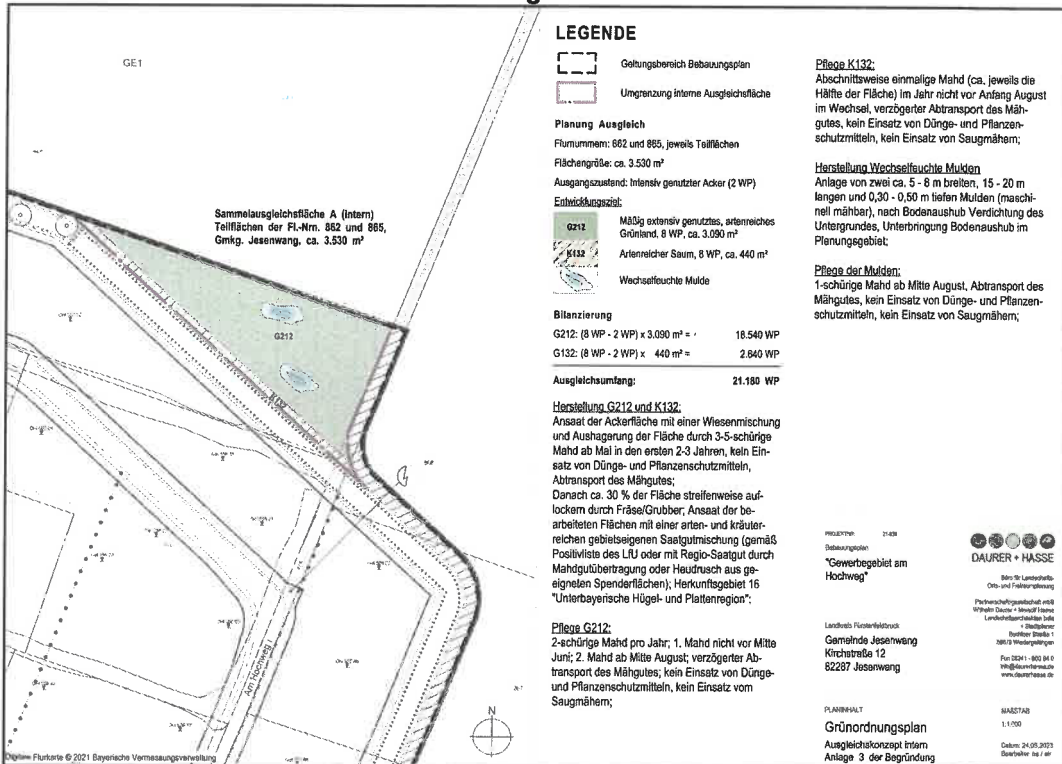 GE1
Sammelausgleichsfläche A (intern)
Teilflächen der Fl.-Nrn. 862 und 865,
Gmkg. Jesenwang, ca. 3.530 m²
G212
K132
Am Hochweg
N
Digitale Flurkarte © 2021 Bayerische Vermessungsverwaltung
LEGENDE
Geltungsbereich Bebauungsplan
Umgrenzung interne Ausgleichsfläche
Planung Ausgleich
Flurnummern: 662 und 865, jeweils Teilflächen
Flächengröße: ca. 3.530 m²
Ausgangszustand: Intensiv genutzter Acker (2 WP)
Entwicklungsziel:
G212
Mäßig extensiv genutztes, artenreiches
Grünland, 8 WP, ca. 3.090 m²
K132
Artenreicher Saum, 8 WP, ca. 440 m²
Wechselfeuchte Mulde
Bilanzierung
G212: (8 WP - 2 WP) x 3.090 m² = 18.540 WP
G132: (8 WP - 2 WP) x 440 m² = 2.640 WP
Ausgleichsumfang: 21.180 WP
Herstellung G212 und K132:
Ansaat der Ackerfläche mit einer Wiesenmischung
und Aushagerung der Fläche durch 3-5-schürige
Mahd ab Mai in den ersten 2-3 Jahren, kein Ein-
satz von Dünge- und Pflanzenschutzmitteln,
Abtransport des Mähgutes;
Danach ca. 30 % der Fläche streifenweise auf-
lockern durch Fräse/Grubber; Ansaat der be-
arbeiteten Flächen mit einer arten- und kräuter-
reichen gebietseigenen Saatgutmischung (gemäß
Positivliste des LfU oder mit Regio-Saatgut durch
Mahdgutübertragung oder Heudrusch aus ge-
eigneten Spenderflächen); Herkunftsgebiet 16
"Unterbayerische Hügel- und Plattenregion";
Pflege G212:
2-schürige Mahd pro Jahr; 1. Mahd nicht vor Mitte
Juni; 2. Mahd ab Mitte August; verzögerter Ab-
transport des Mähgutes; kein Einsatz von Dünge-
und Pflanzenschutzmitteln, kein Einsatz vom
Saugmähern;
Pflege K132:
Abschnittsweise einmalige Mahd (ca. jeweils die
Hälfte der Fläche) im Jahr nicht vor Anfang August
im Wechsel, verzögerter Abtransport des Mäh-
gutes, kein Einsatz von Dünge- und Pflanzen-
schutzmitteln, kein Einsatz von Saugmähern;
Herstellung Wechselfeuchte Mulden
Anlage von zwei ca. 5 - 8 m breiten, 15 - 20 m
langen und 0,30 - 0,50 m tiefen Mulden (maschi-
nell mähbar), nach Bodenaushub Verdichtung des
Untergrundes, Unterbringung Bodenaushub im
Planungsgebiet;
Pflege der Mulden:
1-schürige Mahd ab Mitte August, Abtransport des
Mähgutes, kein Einsatz von Dünge- und Pflanzen-
schutzmitteln, kein Einsatz von Saugmähern;
Bebauungsplan
"Gewerbegebiet am
Hochweg"
Landkreis Fürstenfeldbruck
Gemeinde Jesenwang
Kirchstraße 12
82287 Jesenwang
DAURER + HASSE
Büro für Landschafts-
Orts- und Freiraumplanung
www.daurerhasse.de
PLANINHALT
Grünordnungsplan
Ausgleichskonzept intern
Anlage 3 der Begründung
MASSTAB
1:1000
Datum: 24.05.2023